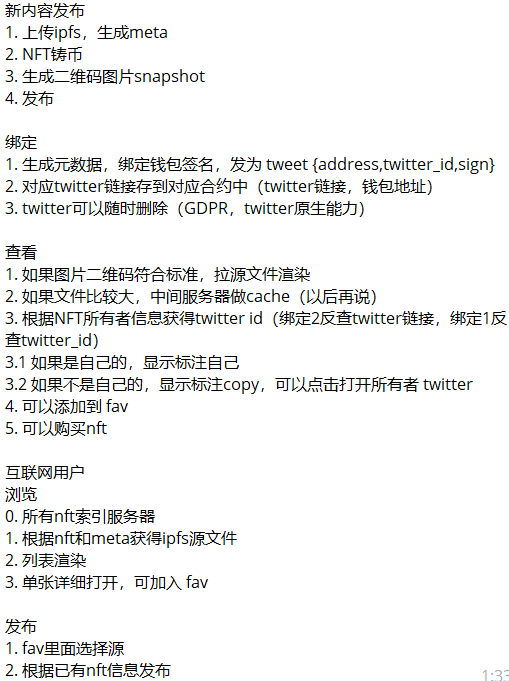 新内容发布
1. 上传ipfs，生成meta
2. NFT铸币
3. 生成二维码图片snapshot
4. 发布
绑定
1. 生成元数据，绑定钱包签名，发为 tweet {address,twitter_id,sign}
2. 对应twitter链接存到对应合约中（twitter链接，钱包地址）
3. twitter可以随时删除（GDPR，twitter原生能力）
查看
1. 如果图片二维码符合标准，拉源文件渲染
2. 如果文件比较大，中间服务器做cache（以后再说）
3. 根据NFT所有者信息获得twitter id（绑定2反查twitter链接，绑定1反
查twitter_id）
3.1 如果是自己的，显示标注自己
3.2 如果不是自己的，显示标注copy，可以点击打开所有者 twitter
4. 可以添加到 fav
5. 可以购买nft
互联网用户
浏览
0. 所有nft索引服务器
1. 根据nft和meta获得ipfs源文件
2. 列表渲染
3. 单张详细打开，可加入 fav
发布
1. fav里面选择源
2. 根据已有nft信息发布